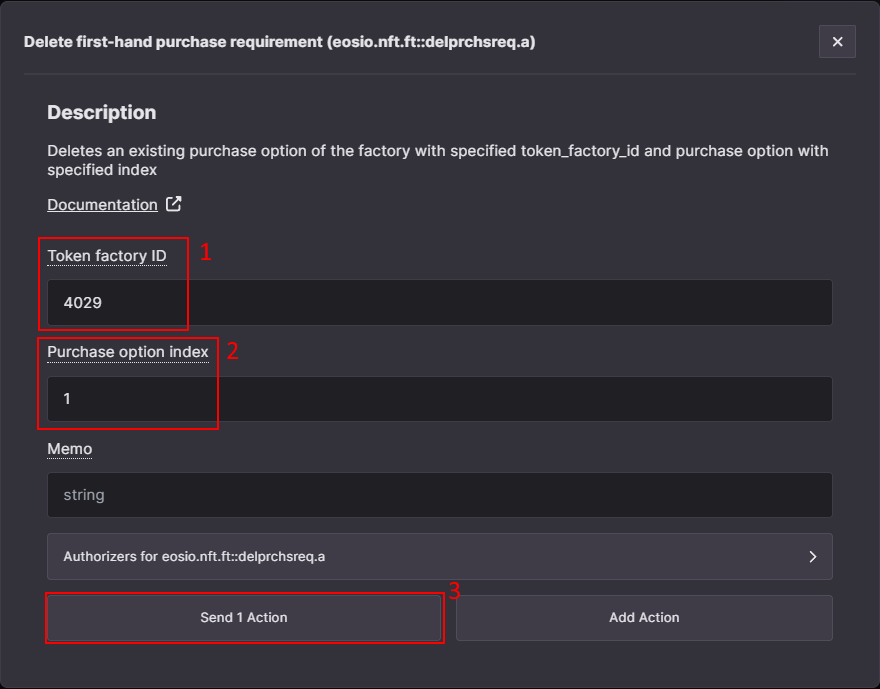 Delete first-hand purchase requirement (eosio.nft.ft::delprchsreq.a)
Description
Deletes an existing purchase option of the factory with specified token_factory_id and purchase option with
specified index
Documentation
Token factory ID
1
4029
Purchase option index
2
1
Memo
string
Authorizers for eosio.nft.ft::delprchsreq.a
3
Send 1 Action
Add Action